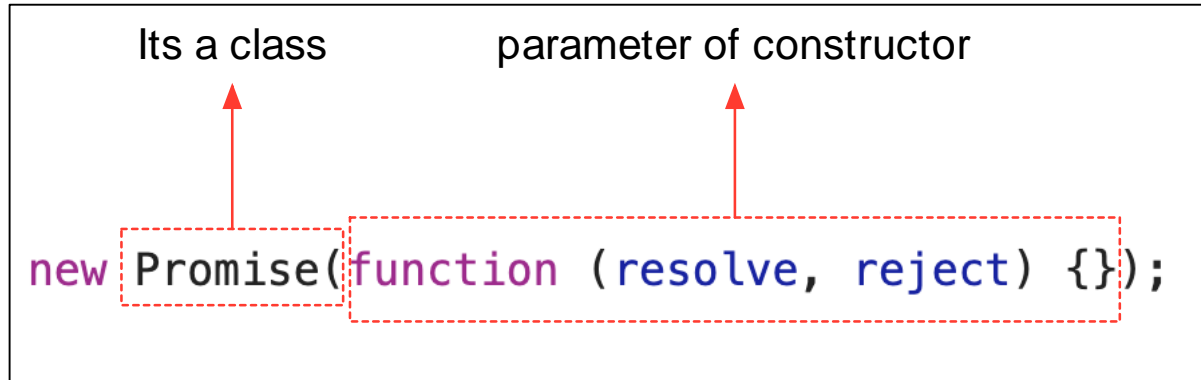 Its a class
parameter of constructor
new Promise(function (resolve, reject) {});